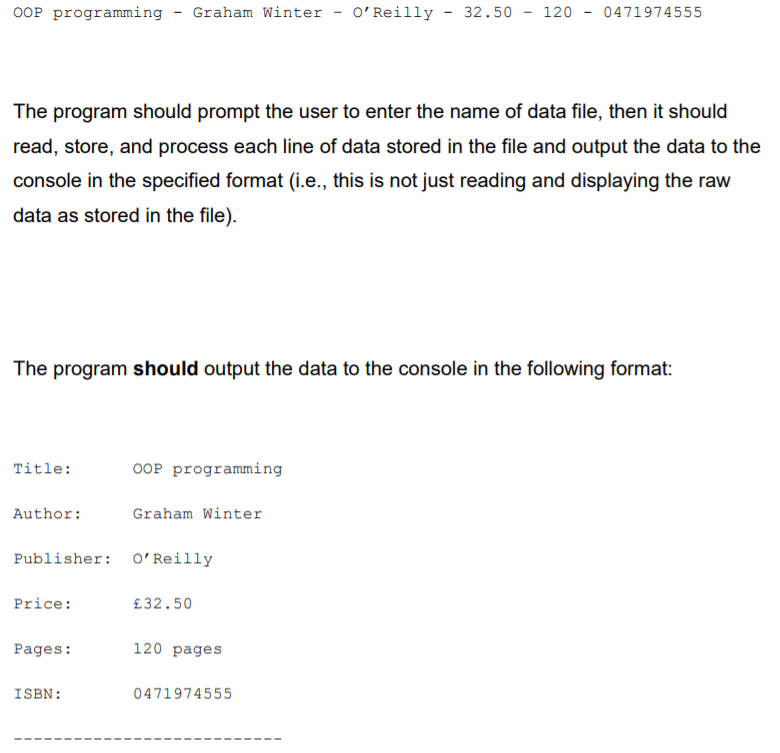 OOP programming - Graham Winter - O’Reilly - 32.50 - 120 - 0471974555
The program should prompt the user to enter the name of data file, then it should
read, store, and process each line of data stored in the file and output the data to the
console in the specified format (i.e., this is not just reading and displaying the raw
data as stored in the file).
The program should output the data to the console in the following format:
Title: OOP programming
Author: Graham Winter
Publisher: O’Reilly
Price: £32.50
Pages: 120 pages
ISBN: 0471974555
---------------------------